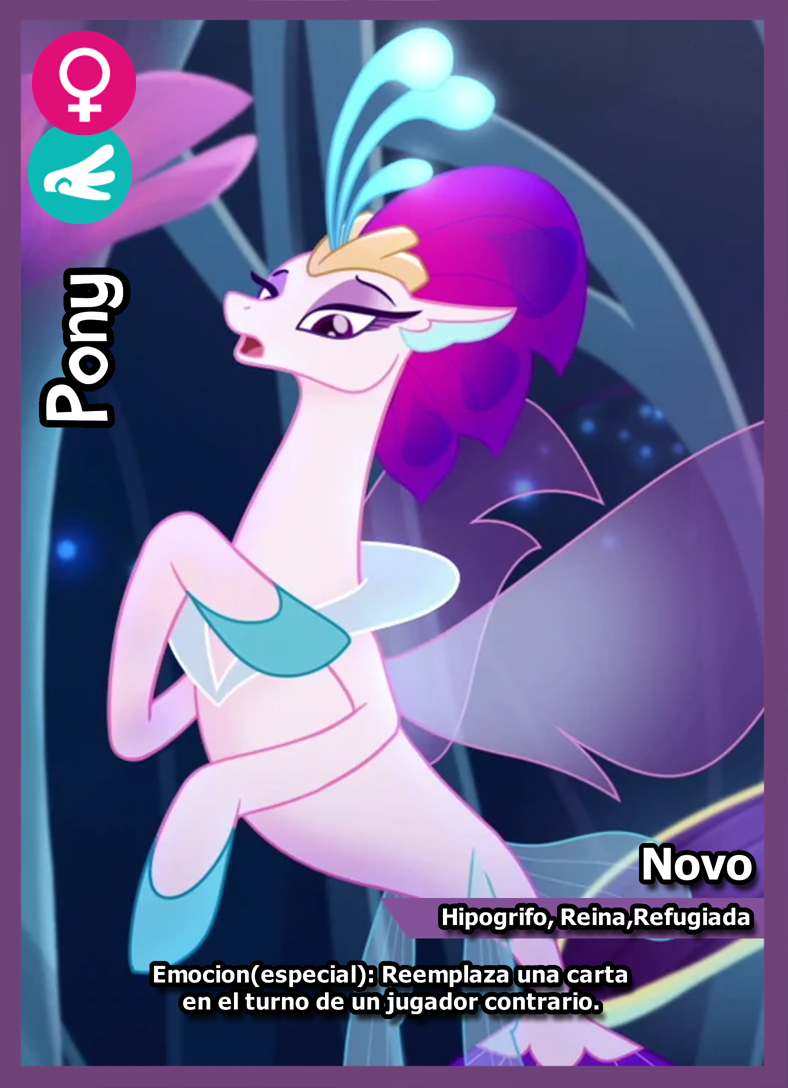 Pony
Novo
Hipogrifo, Reina,Refugiada
Emocion(especial): Reemplaza una carta
en el turno de un jugador contrario.